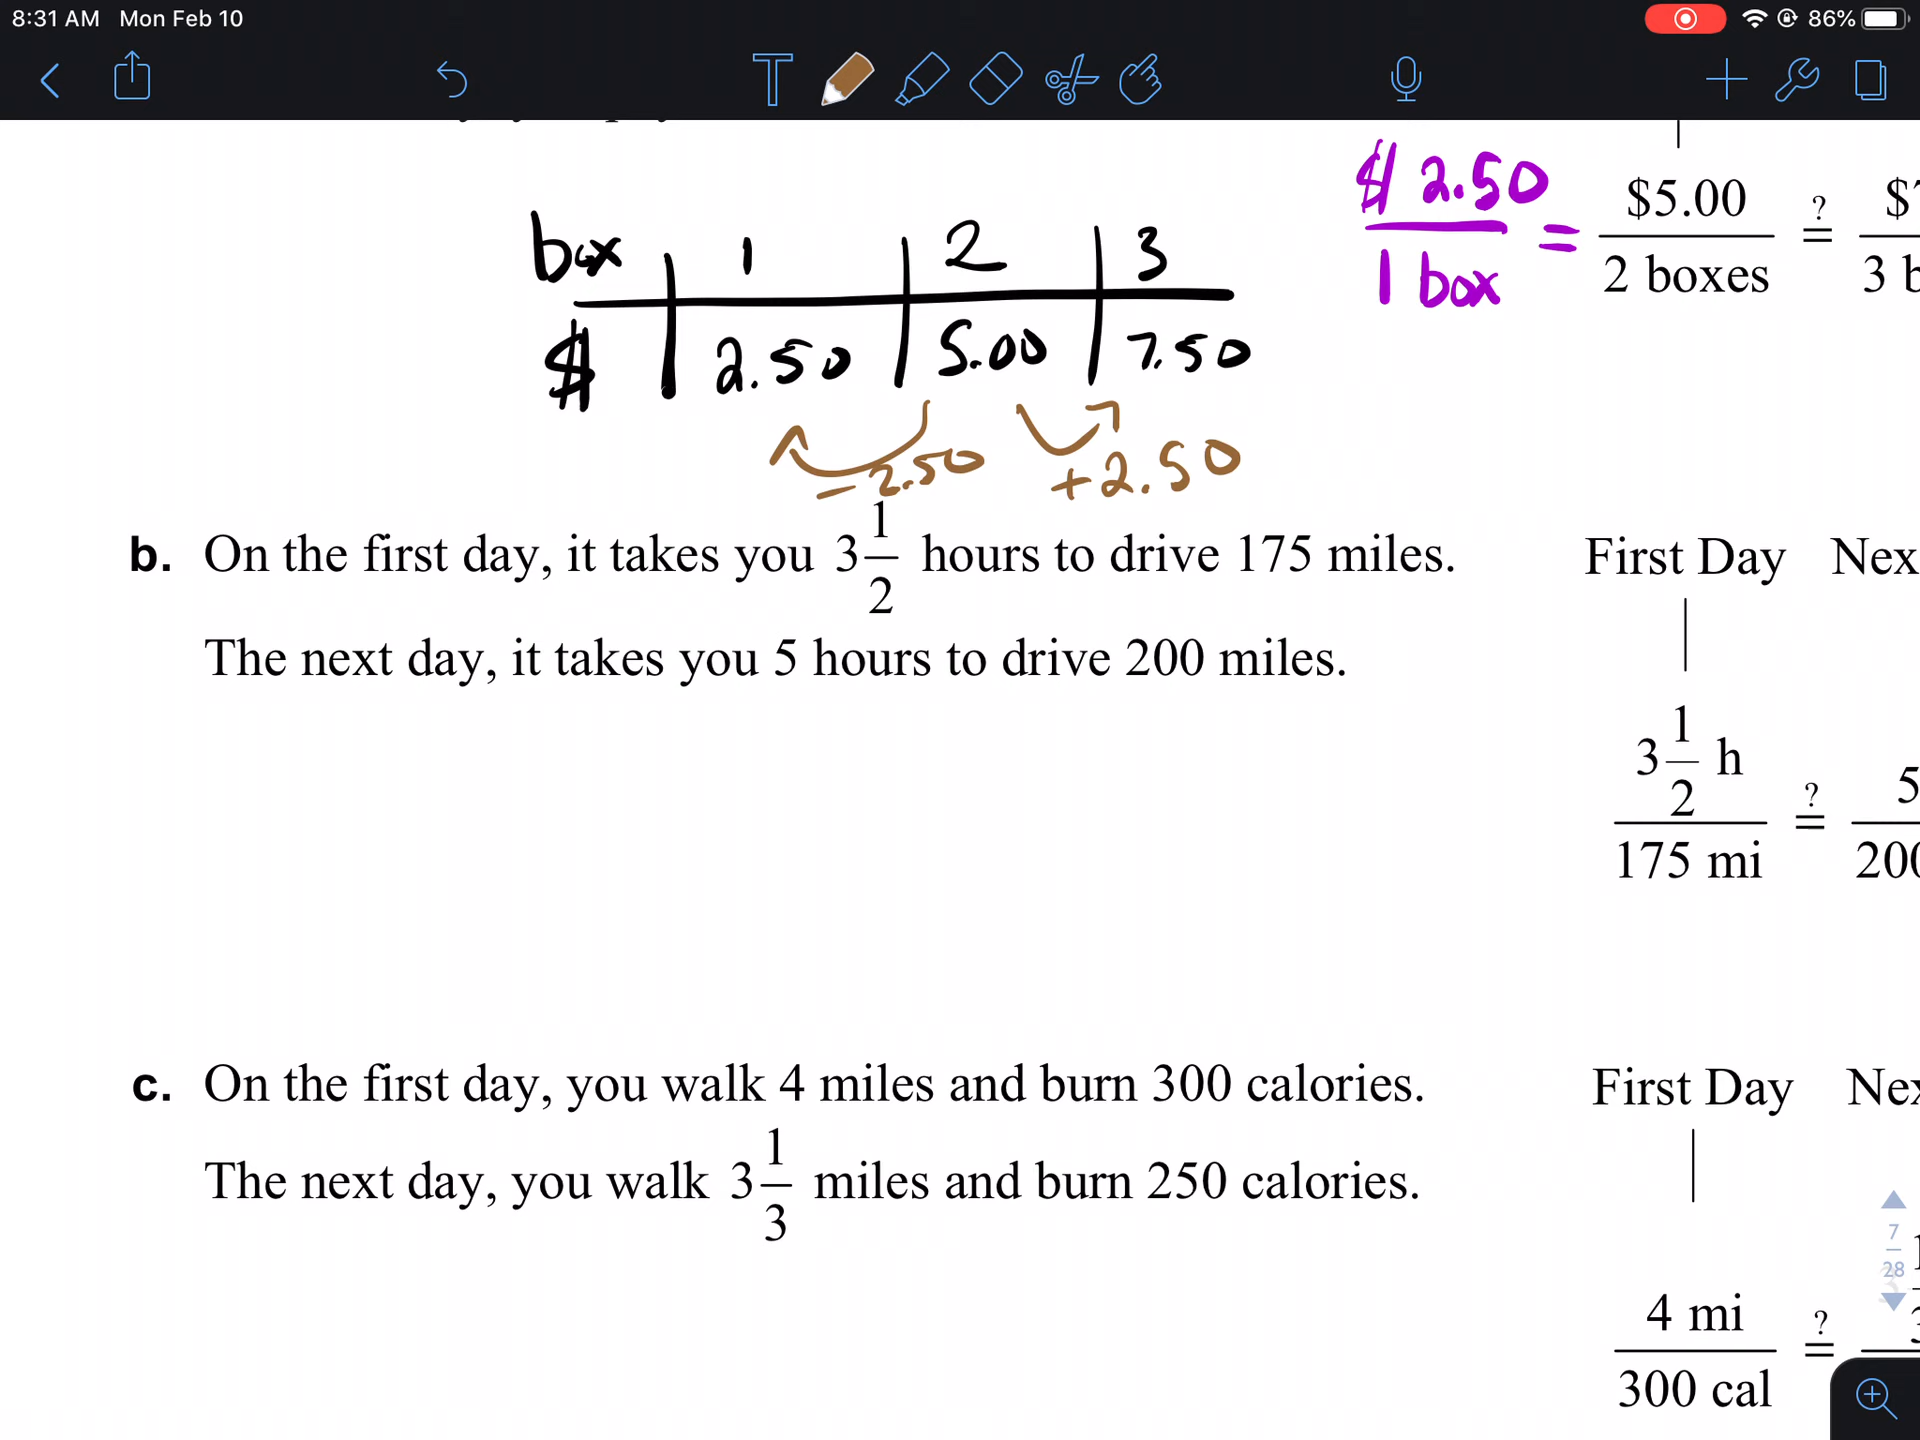 8:31 AM Mon Feb 10 86%
T
$ 2.50 / 1 box = $5.00 / 2 boxes ?= $ / 3 b
box | 1 | 2 | 3
$ | 2.50 | 5.00 | 7.50
- 2.50 +2.50
b. On the first day, it takes you 3 1/2 hours to drive 175 miles.
The next day, it takes you 5 hours to drive 200 miles.
First Day Nex
3 1/2 h / 175 mi ?= 5 / 200
c. On the first day, you walk 4 miles and burn 300 calories.
The next day, you walk 3 1/3 miles and burn 250 calories.
First Day Nex
4 mi / 300 cal ?=
7
28